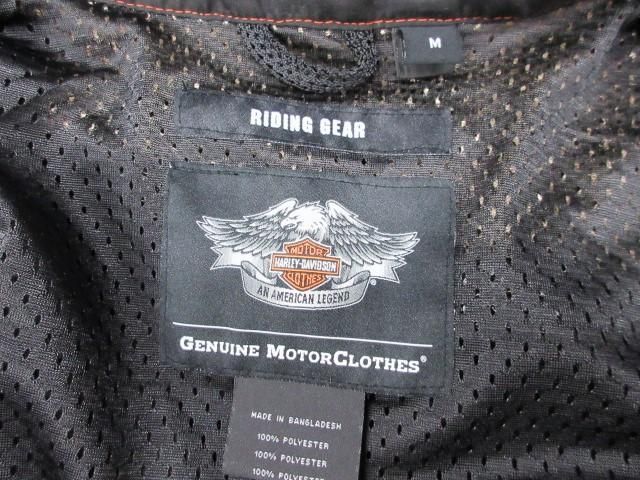 M
RIDING GEAR
MOTOR
HARLEY-DAVIDSON
CLOTHES
AN AMERICAN LEGEND
GENUINE MOTORCLOTHES®
MADE IN BANGLADESH
100% POLYESTER
100% POLYESTER
100% POLYESTER